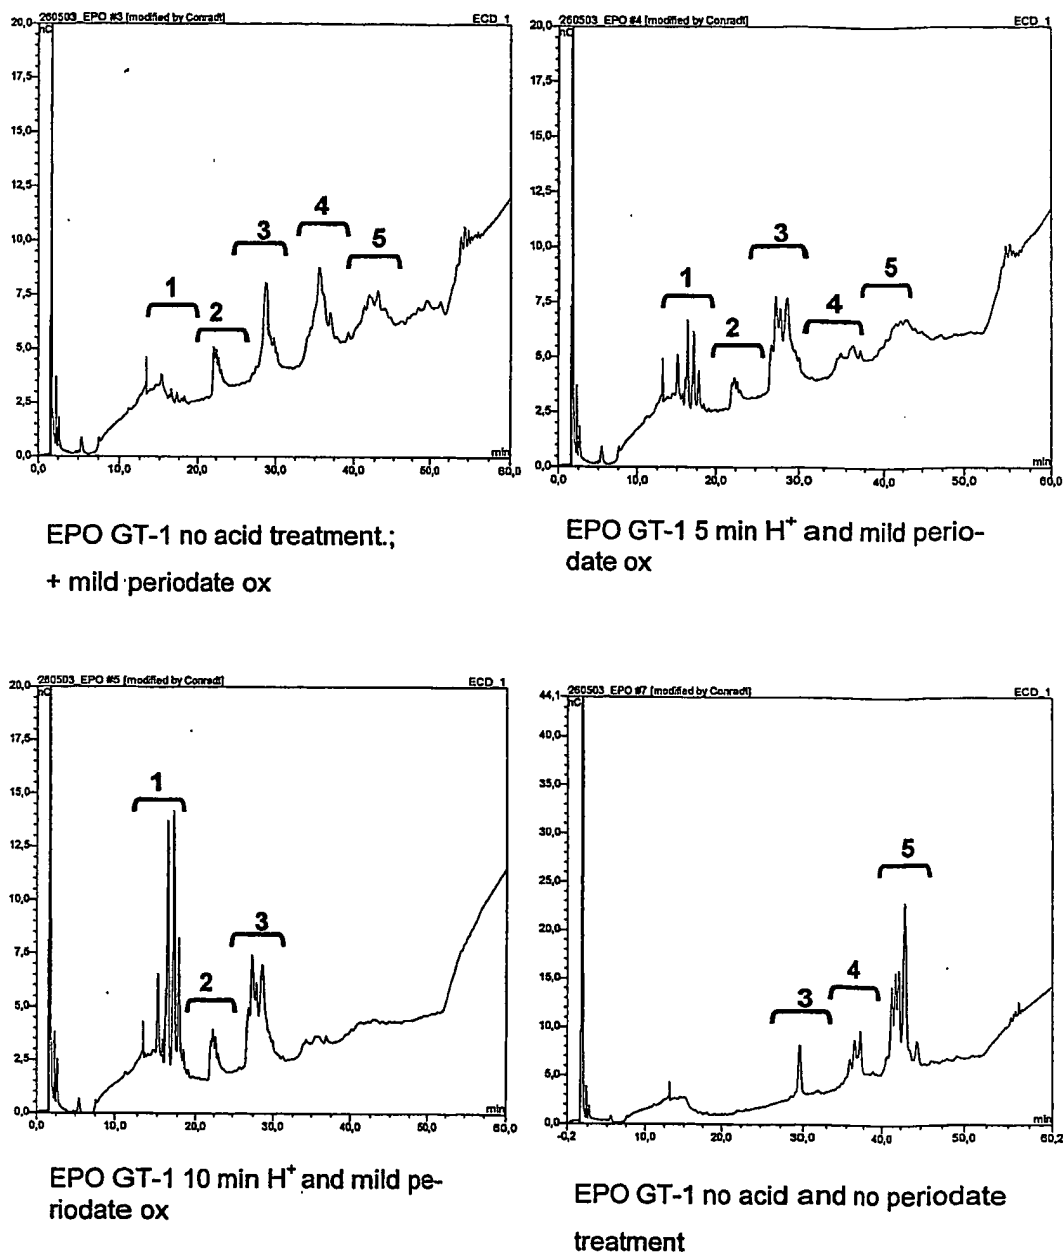 260503_EPO #3 [modified by Conradt] ECD_1
nC
20,0
17,5
15,0
12,5
10,0
7,5
5,0
2,5
0,0
1 2 3 4 5
0,0 10,0 20,0 30,0 40,0 50,0 60,0
min
EPO GT-1 no acid treatment.;
+ mild periodate ox
260503_EPO #4 [modified by Conradt] ECD_1
nC
20,0
17,5
15,0
12,5
10,0
7,5
5,0
2,5
0,0
1 2 3 4 5
0,0 10,0 20,0 30,0 40,0 50,0 60,0
min
EPO GT-1 5 min H⁺ and mild perio-
date ox
260503_EPO #5 [modified by Conradt] ECD_1
nC
20,0
17,5
15,0
12,5
10,0
7,5
5,0
2,5
0,0
1 2 3
0,0 10,0 20,0 30,0 40,0 50,0 60,0
min
EPO GT-1 10 min H⁺ and mild pe-
riodate ox
260503_EPO #7 [modified by Conradt] ECD_1
nC
44,1
40,0
35,0
30,0
25,0
20,0
15,0
10,0
5,0
0,0
3 4 5
-0,2 10,0 20,0 30,0 40,0 50,0 60,2
min
EPO GT-1 no acid and no periodate
treatment